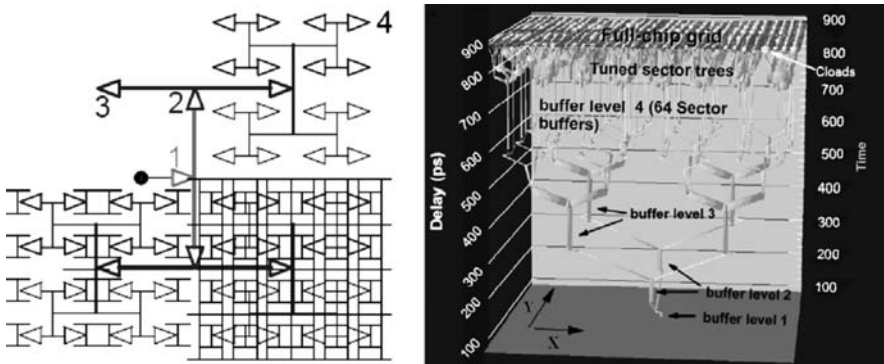 4
3
2
1
Full-chip grid
Tuned sector trees
Cloads
buffer level 4 (64 Sector
buffers)
buffer level 3
buffer level 2
buffer level 1
Delay (ps)
900
800
700
600
500
400
300
200
100
Y
X
900
800
700
600
500
400
300
200
100
Time